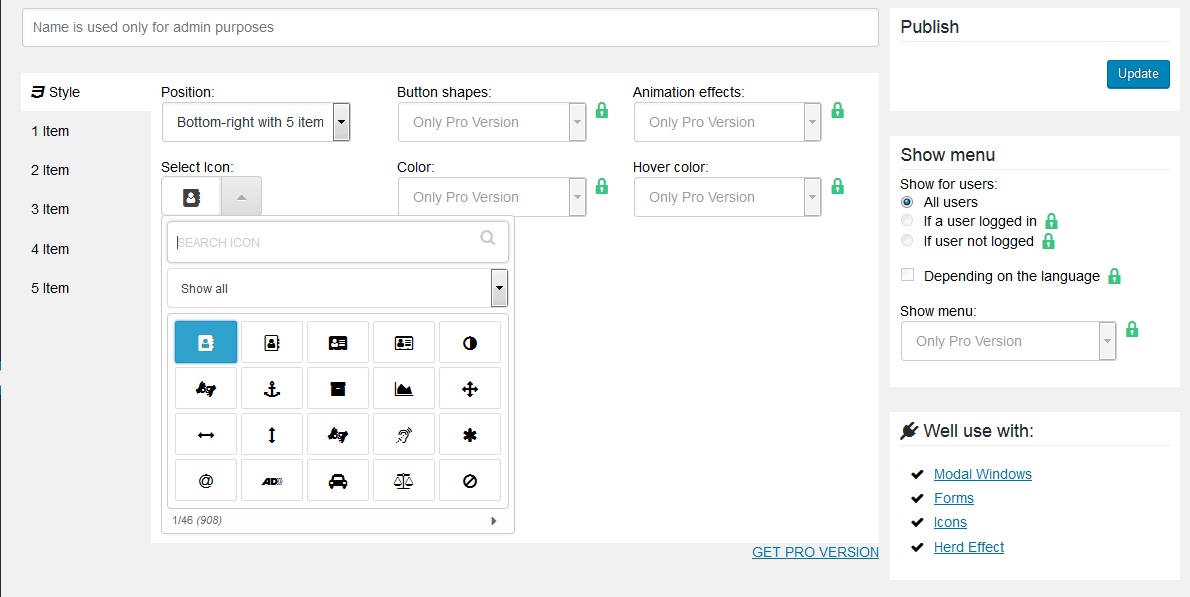 Name is used only for admin purposes
Style
1 Item
2 Item
3 Item
4 Item
5 Item
Position:
Bottom-right with 5 item
Button shapes:
Only Pro Version
Animation effects:
Only Pro Version
Select Icon:
Color:
Only Pro Version
Hover color:
Only Pro Version
SEARCH ICON
Show all
1/46 (908)
GET PRO VERSION
Publish
Update
Show menu
Show for users:
All users
If a user logged in
If user not logged
Depending on the language
Show menu:
Only Pro Version
Well use with:
Modal Windows
Forms
Icons
Herd Effect